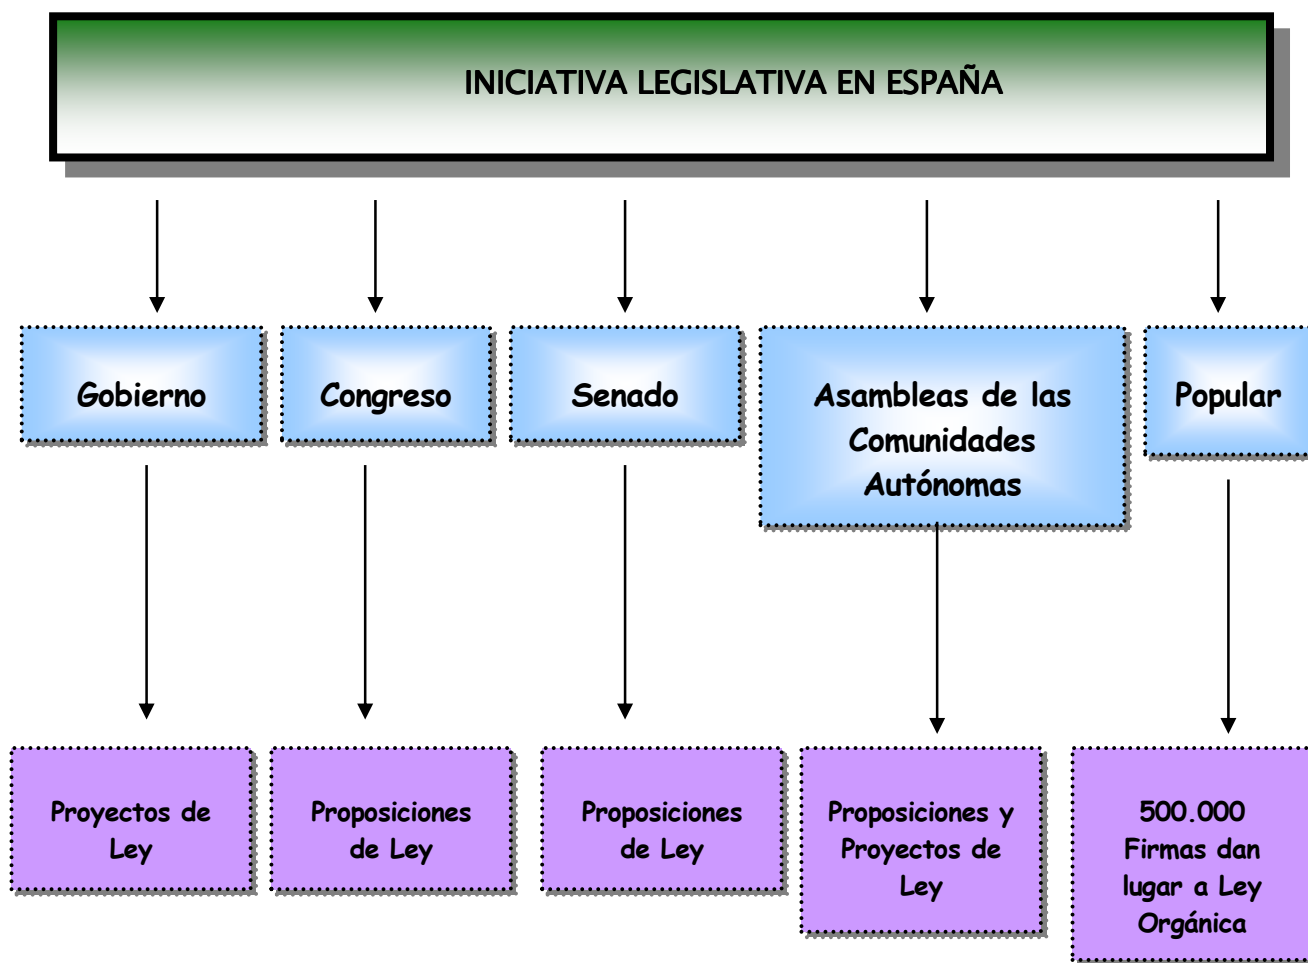 INICIATIVA LEGISLATIVA EN ESPAÑA
Gobierno
Congreso
Senado
Asambleas de las
Comunidades
Autónomas
Popular
Proyectos de
Ley
Proposiciones
de Ley
Proposiciones
de Ley
Proposiciones y
Proyectos de
Ley
500.000
Firmas dan
lugar a Ley
Orgánica